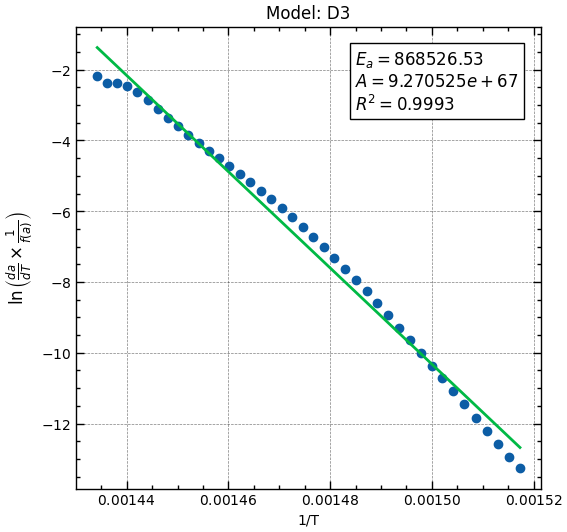 Model: D3
E_a = 868526.53
A = 9.270525e + 67
R^2 = 0.9993
ln(da/dT × 1/f(a))
−2
−4
−6
−8
−10
−12
0.00144 0.00146 0.00148 0.00150 0.00152
1/T